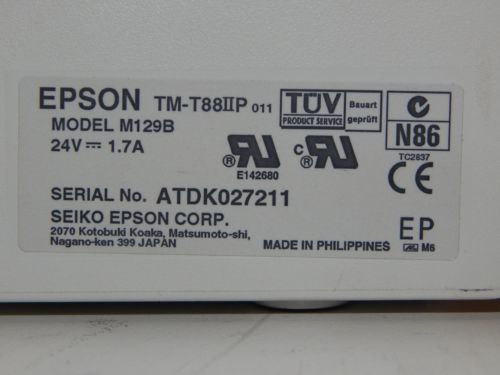 EPSON TM-T88IIP 011
TÜV
PRODUCT SERVICE
Bauart
geprüft
N86
TC2837
MODEL M129B
24V ⎓ 1.7A
E142680
C
CE
SERIAL No. ATDK027211
SEIKO EPSON CORP.
2070 Kotobuki Koaka, Matsumoto-shi,
Nagano-ken 399 JAPAN
MADE IN PHILIPPINES
EP
M6